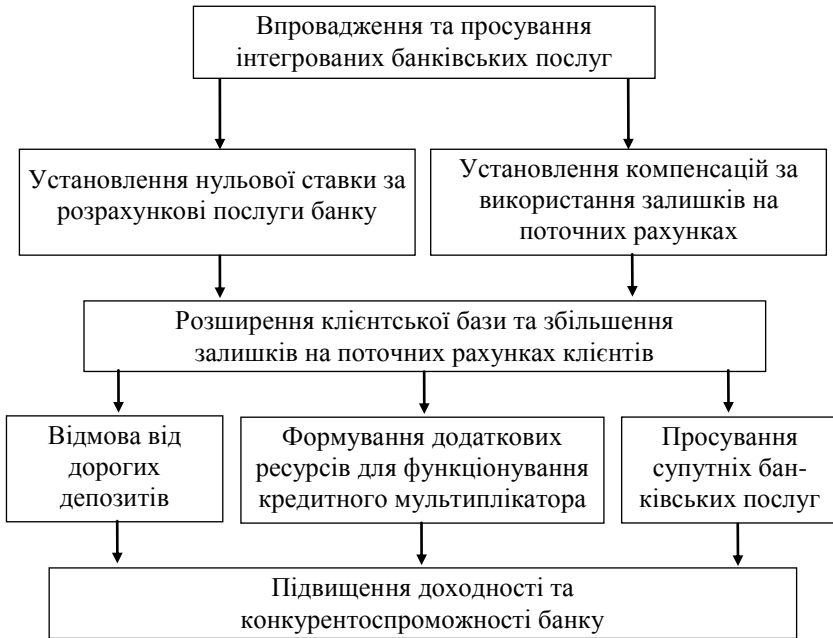 Впровадження та просування
інтегрованих банківських послуг
Установлення нульової ставки за
розрахункові послуги банку
Установлення компенсацій за
використання залишків на
поточних рахунках
Розширення клієнтської бази та збільшення
залишків на поточних рахунках клієнтів
Відмова від
дорогих
депозитів
Формування додаткових
ресурсів для функціонування
кредитного мультиплікатора
Просування
супутніх бан-
ківських послуг
Підвищення доходності та
конкурентоспроможності банку